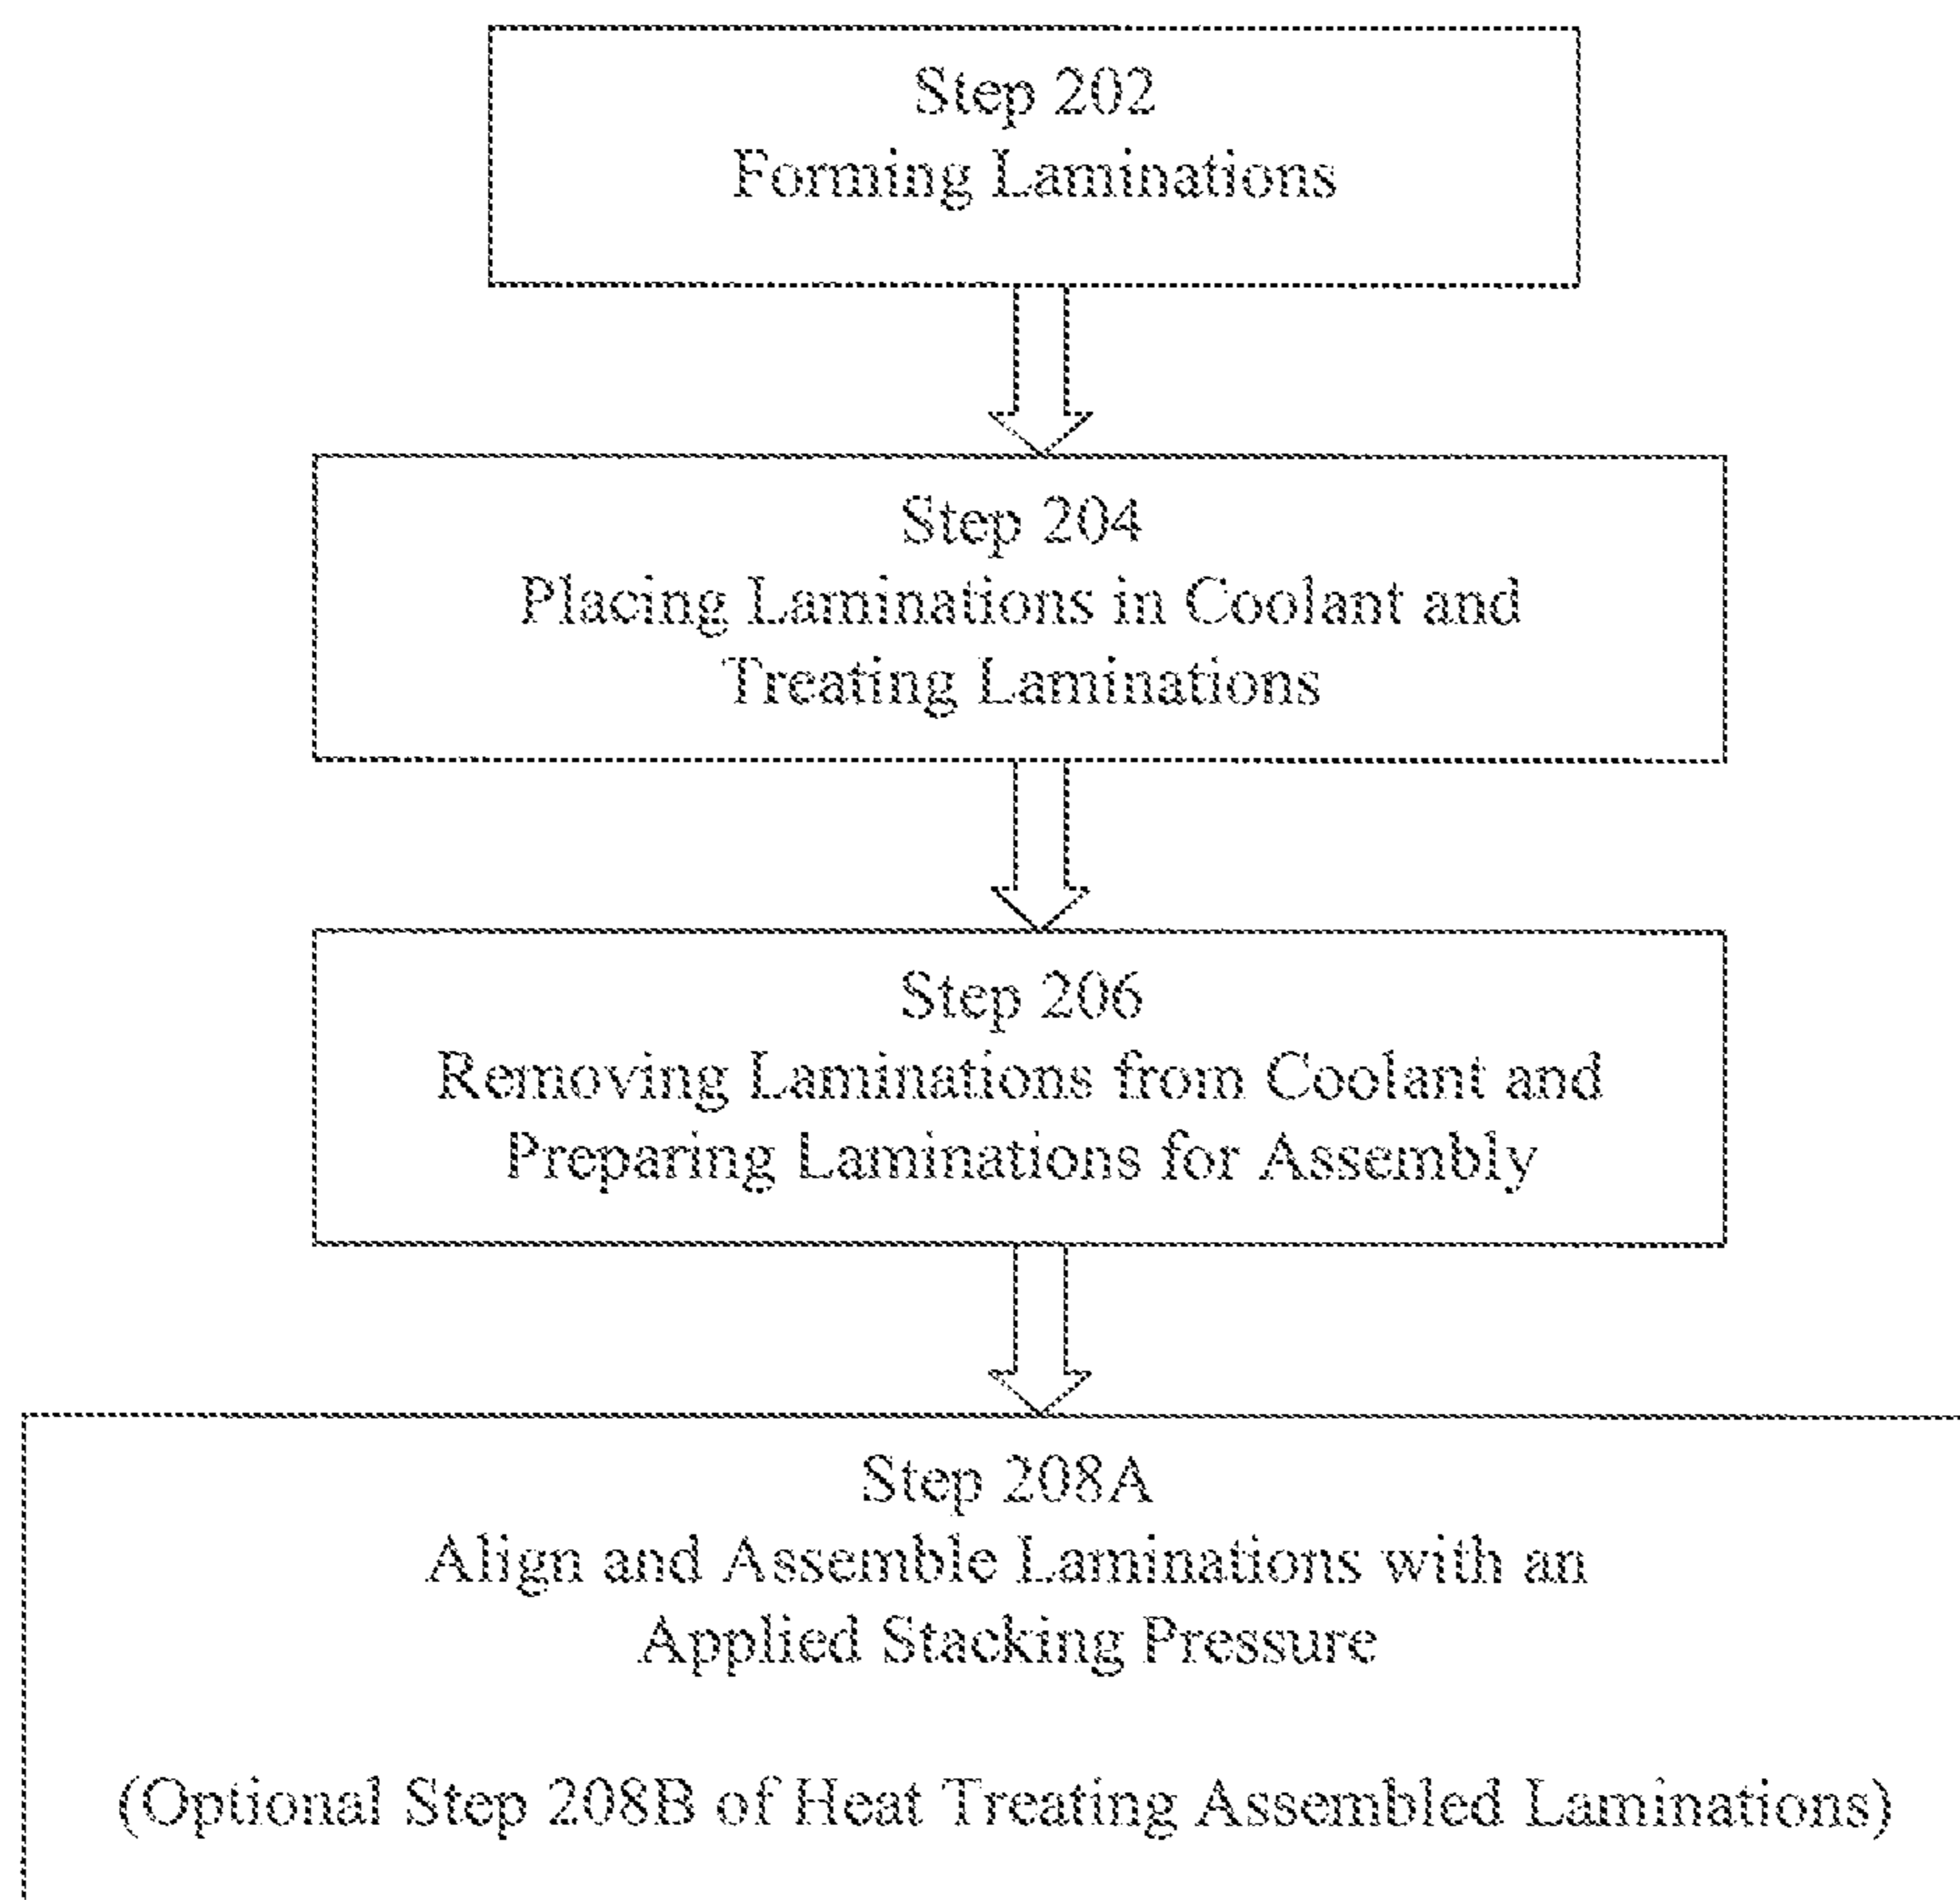 Step 202
Forming Laminations
Step 204
Placing Laminations in Coolant and
Treating Laminations
Step 206
Removing Laminations from Coolant and
Preparing Laminations for Assembly
Step 208A
Align and Assemble Laminations with an
Applied Stacking Pressure
(Optional Step 208B of Heat Treating Assembled Laminations)